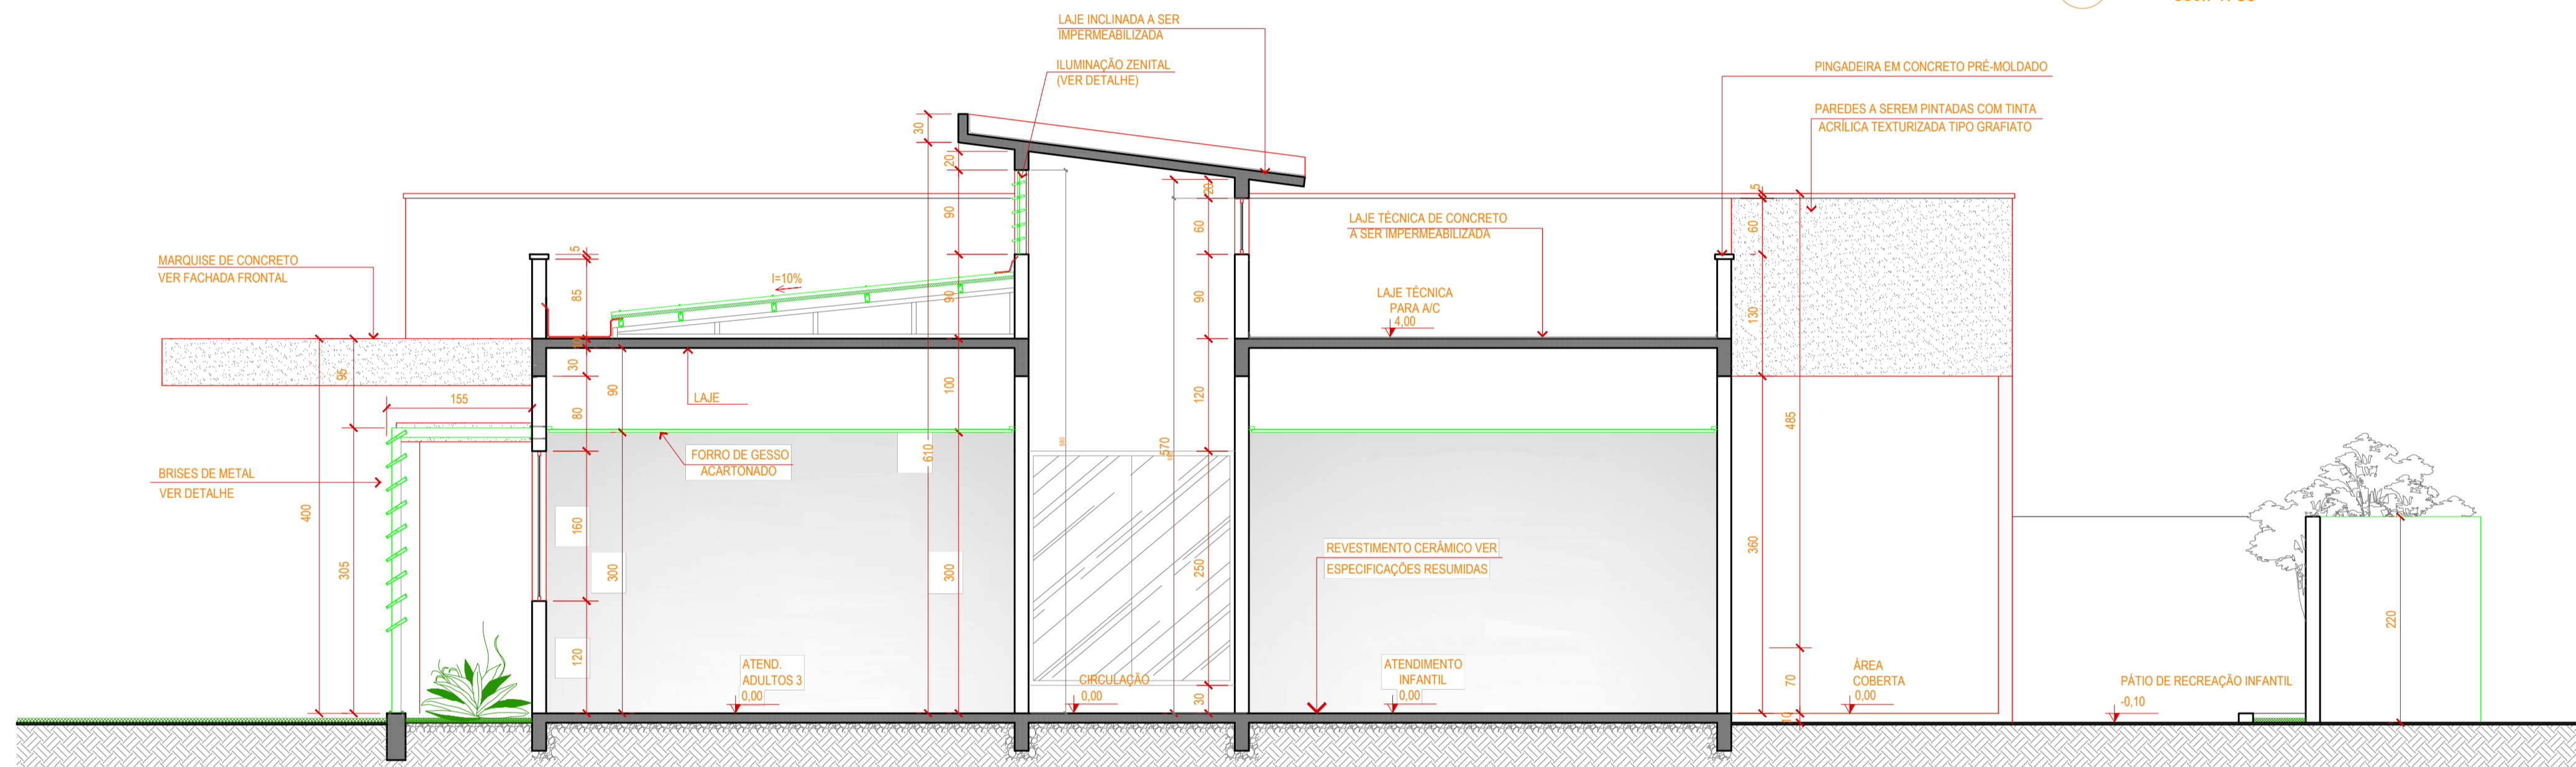 LAJE INCLINADA A SER
IMPERMEABILIZADA
ILUMINAÇÃO ZENITAL
(VER DETALHE)
PINGADEIRA EM CONCRETO PRÉ-MOLDADO
PAREDES A SEREM PINTADAS COM TINTA
ACRÍLICA TEXTURIZADA TIPO GRAFIATO
30
20
90
90
100
300
610
580
570
20
60
90
120
250
30
LAJE TÉCNICA DE CONCRETO
A SER IMPERMEABILIZADA
LAJE TÉCNICA
PARA A/C
4,00
MARQUISE DE CONCRETO
VER FACHADA FRONTAL
I=10%
5
85
30
80
160
120
90
300
95
155
400
305
LAJE
FORRO DE GESSO
ACARTONADO
BRISES DE METAL
VER DETALHE
REVESTIMENTO CERÂMICO VER
ESPECIFICAÇÕES RESUMIDAS
5
60
130
360
485
70
10
220
ATEND.
ADULTOS 3
0,00
CIRCULAÇÃO
0,00
ATENDIMENTO
INFANTIL
0,00
ÁREA
COBERTA
0,00
PÁTIO DE RECREAÇÃO INFANTIL
-0,10